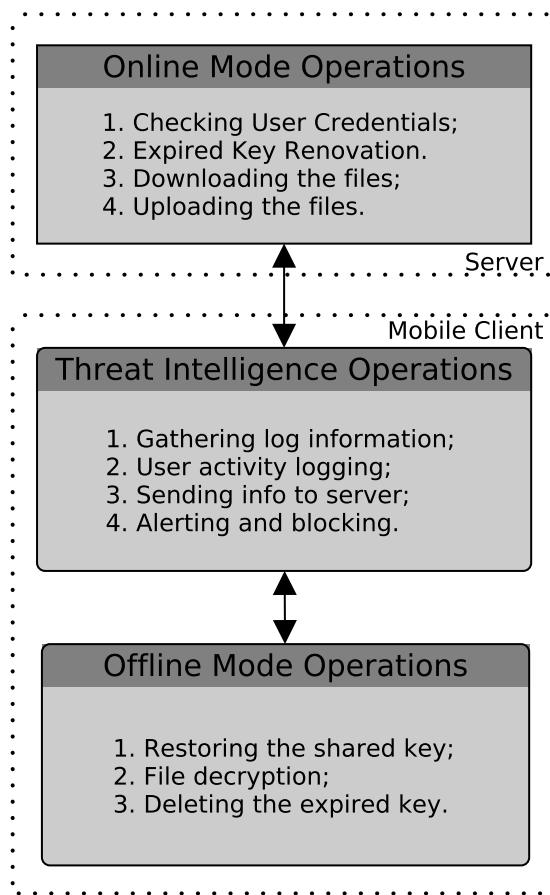 Online Mode Operations
1. Checking User Credentials;
2. Expired Key Renovation.
3. Downloading the files;
4. Uploading the files.
Server
Mobile Client
Threat Intelligence Operations
1. Gathering log information;
2. User activity logging;
3. Sending info to server;
4. Alerting and blocking.
Offline Mode Operations
1. Restoring the shared key;
2. File decryption;
3. Deleting the expired key.